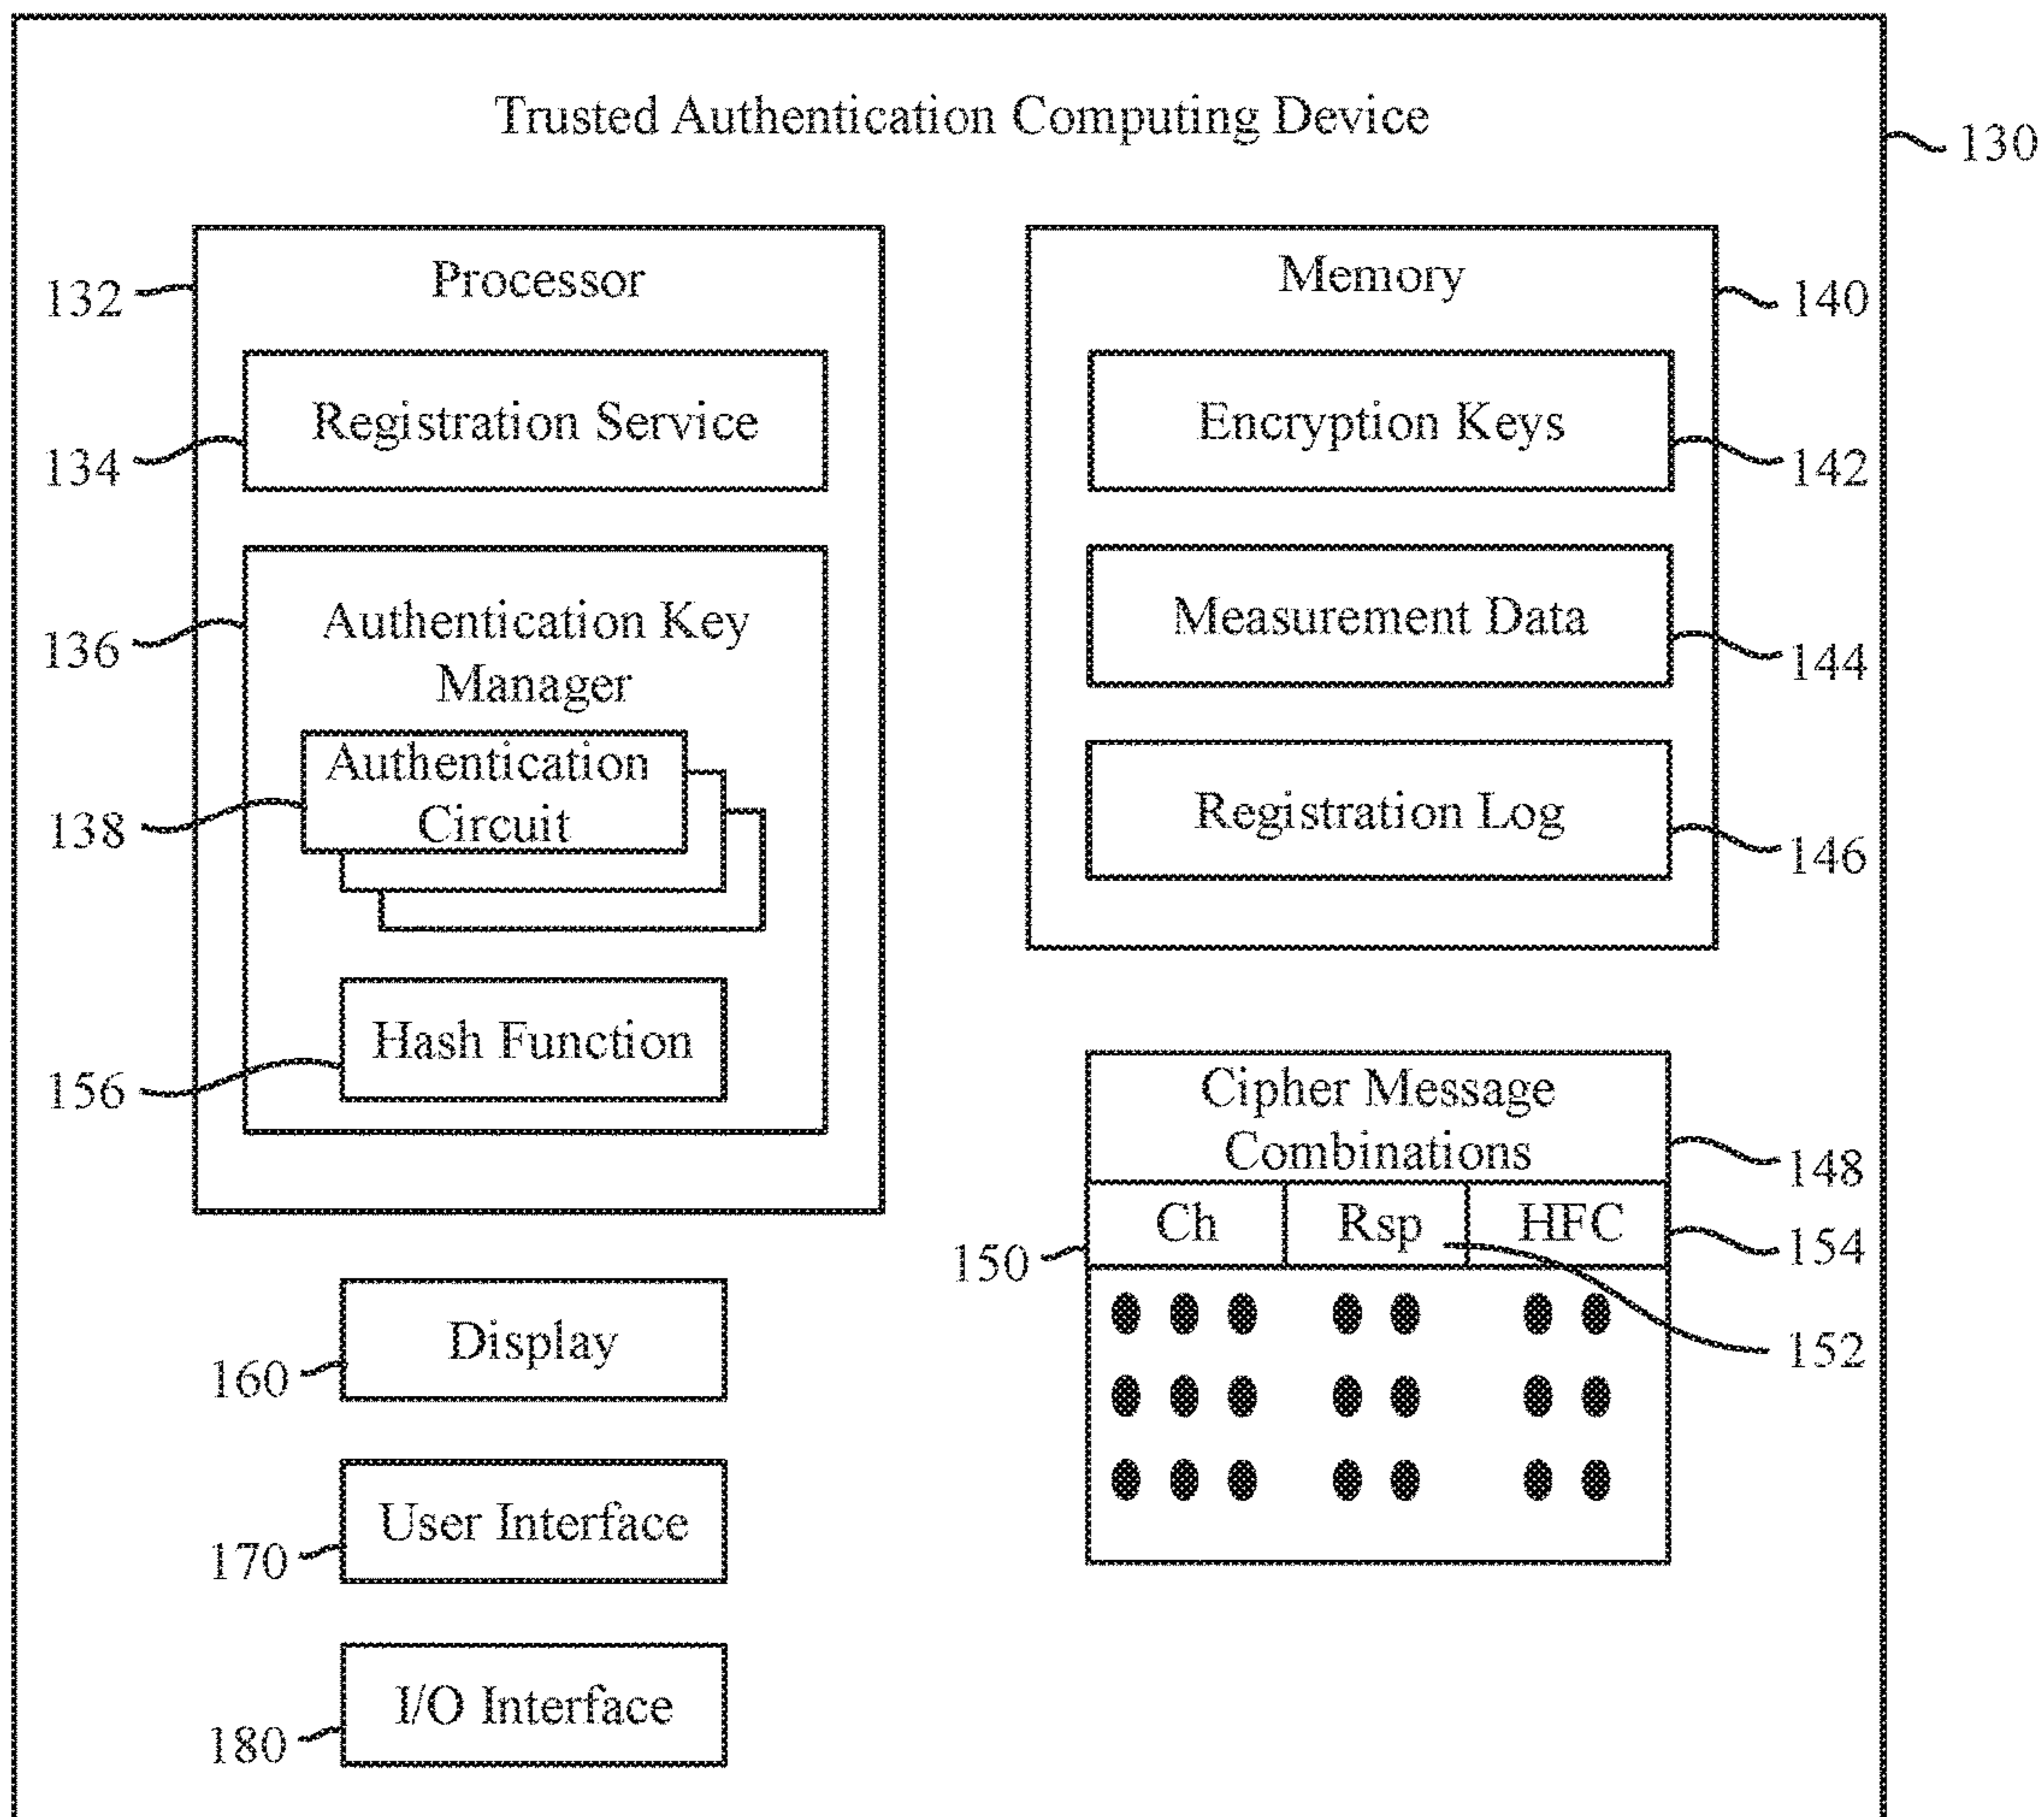 Trusted Authentication Computing Device
130
Processor
132
Registration Service
134
Authentication Key
Manager
136
Authentication
Circuit
138
Hash Function
156
Memory
140
Encryption Keys
142
Measurement Data
144
Registration Log
146
Cipher Message
Combinations
148
Ch
Rsp
HFC
150
154
152
Display
160
User Interface
170
I/O Interface
180